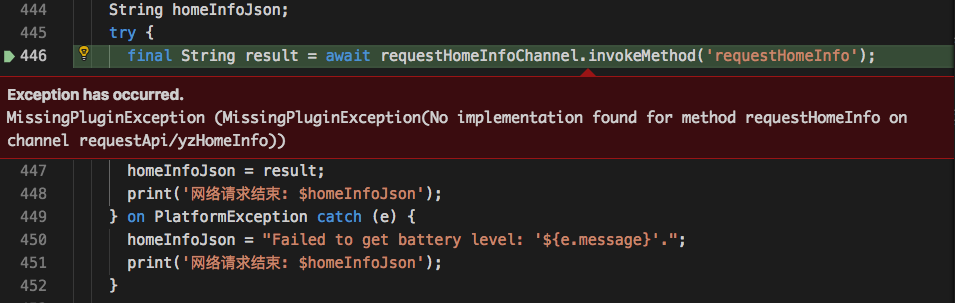 444 String homeInfoJson;
445 try {
446 final String result = await requestHomeInfoChannel.invokeMethod('requestHomeInfo');
Exception has occurred.
MissingPluginException (MissingPluginException(No implementation found for method requestHomeInfo on
channel requestApi/yzHomeInfo))
447 homeInfoJson = result;
448 print('网络请求结束: $homeInfoJson');
449 } on PlatformException catch (e) {
450 homeInfoJson = "Failed to get battery level: '${e.message}'.";
451 print('网络请求结束: $homeInfoJson');
452 }